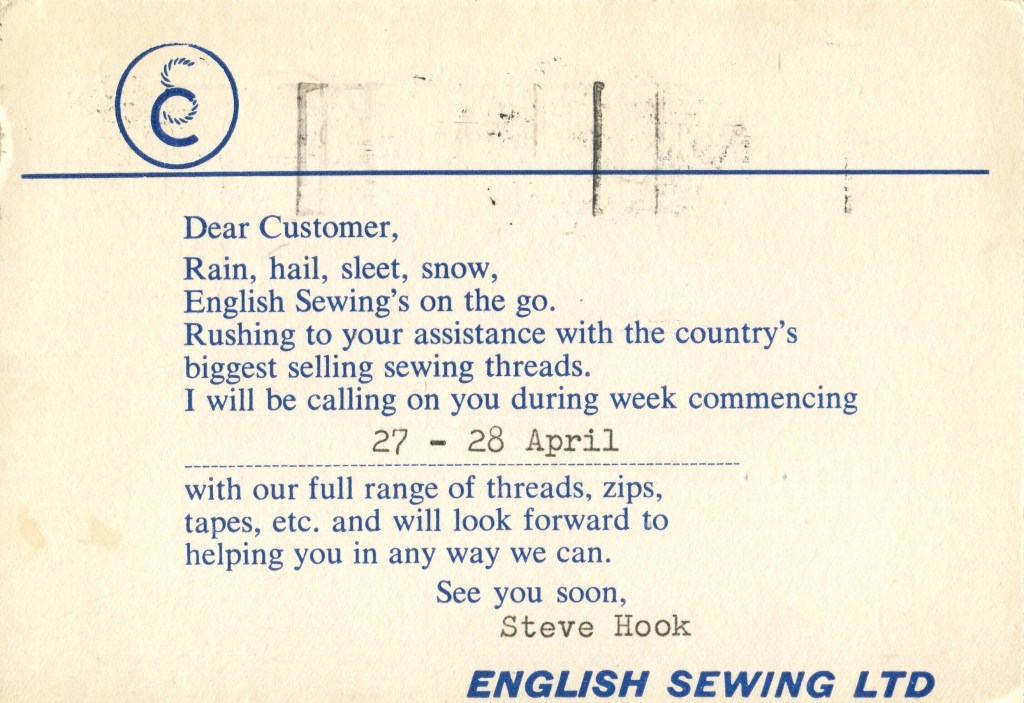 Dear Customer,
Rain, hail, sleet, snow,
English Sewing's on the go.
Rushing to your assistance with the country's
biggest selling sewing threads.
I will be calling on you during week commencing
27 - 28 April
with our full range of threads, zips,
tapes, etc. and will look forward to
helping you in any way we can.
See you soon,
Steve Hook
ENGLISH SEWING LTD